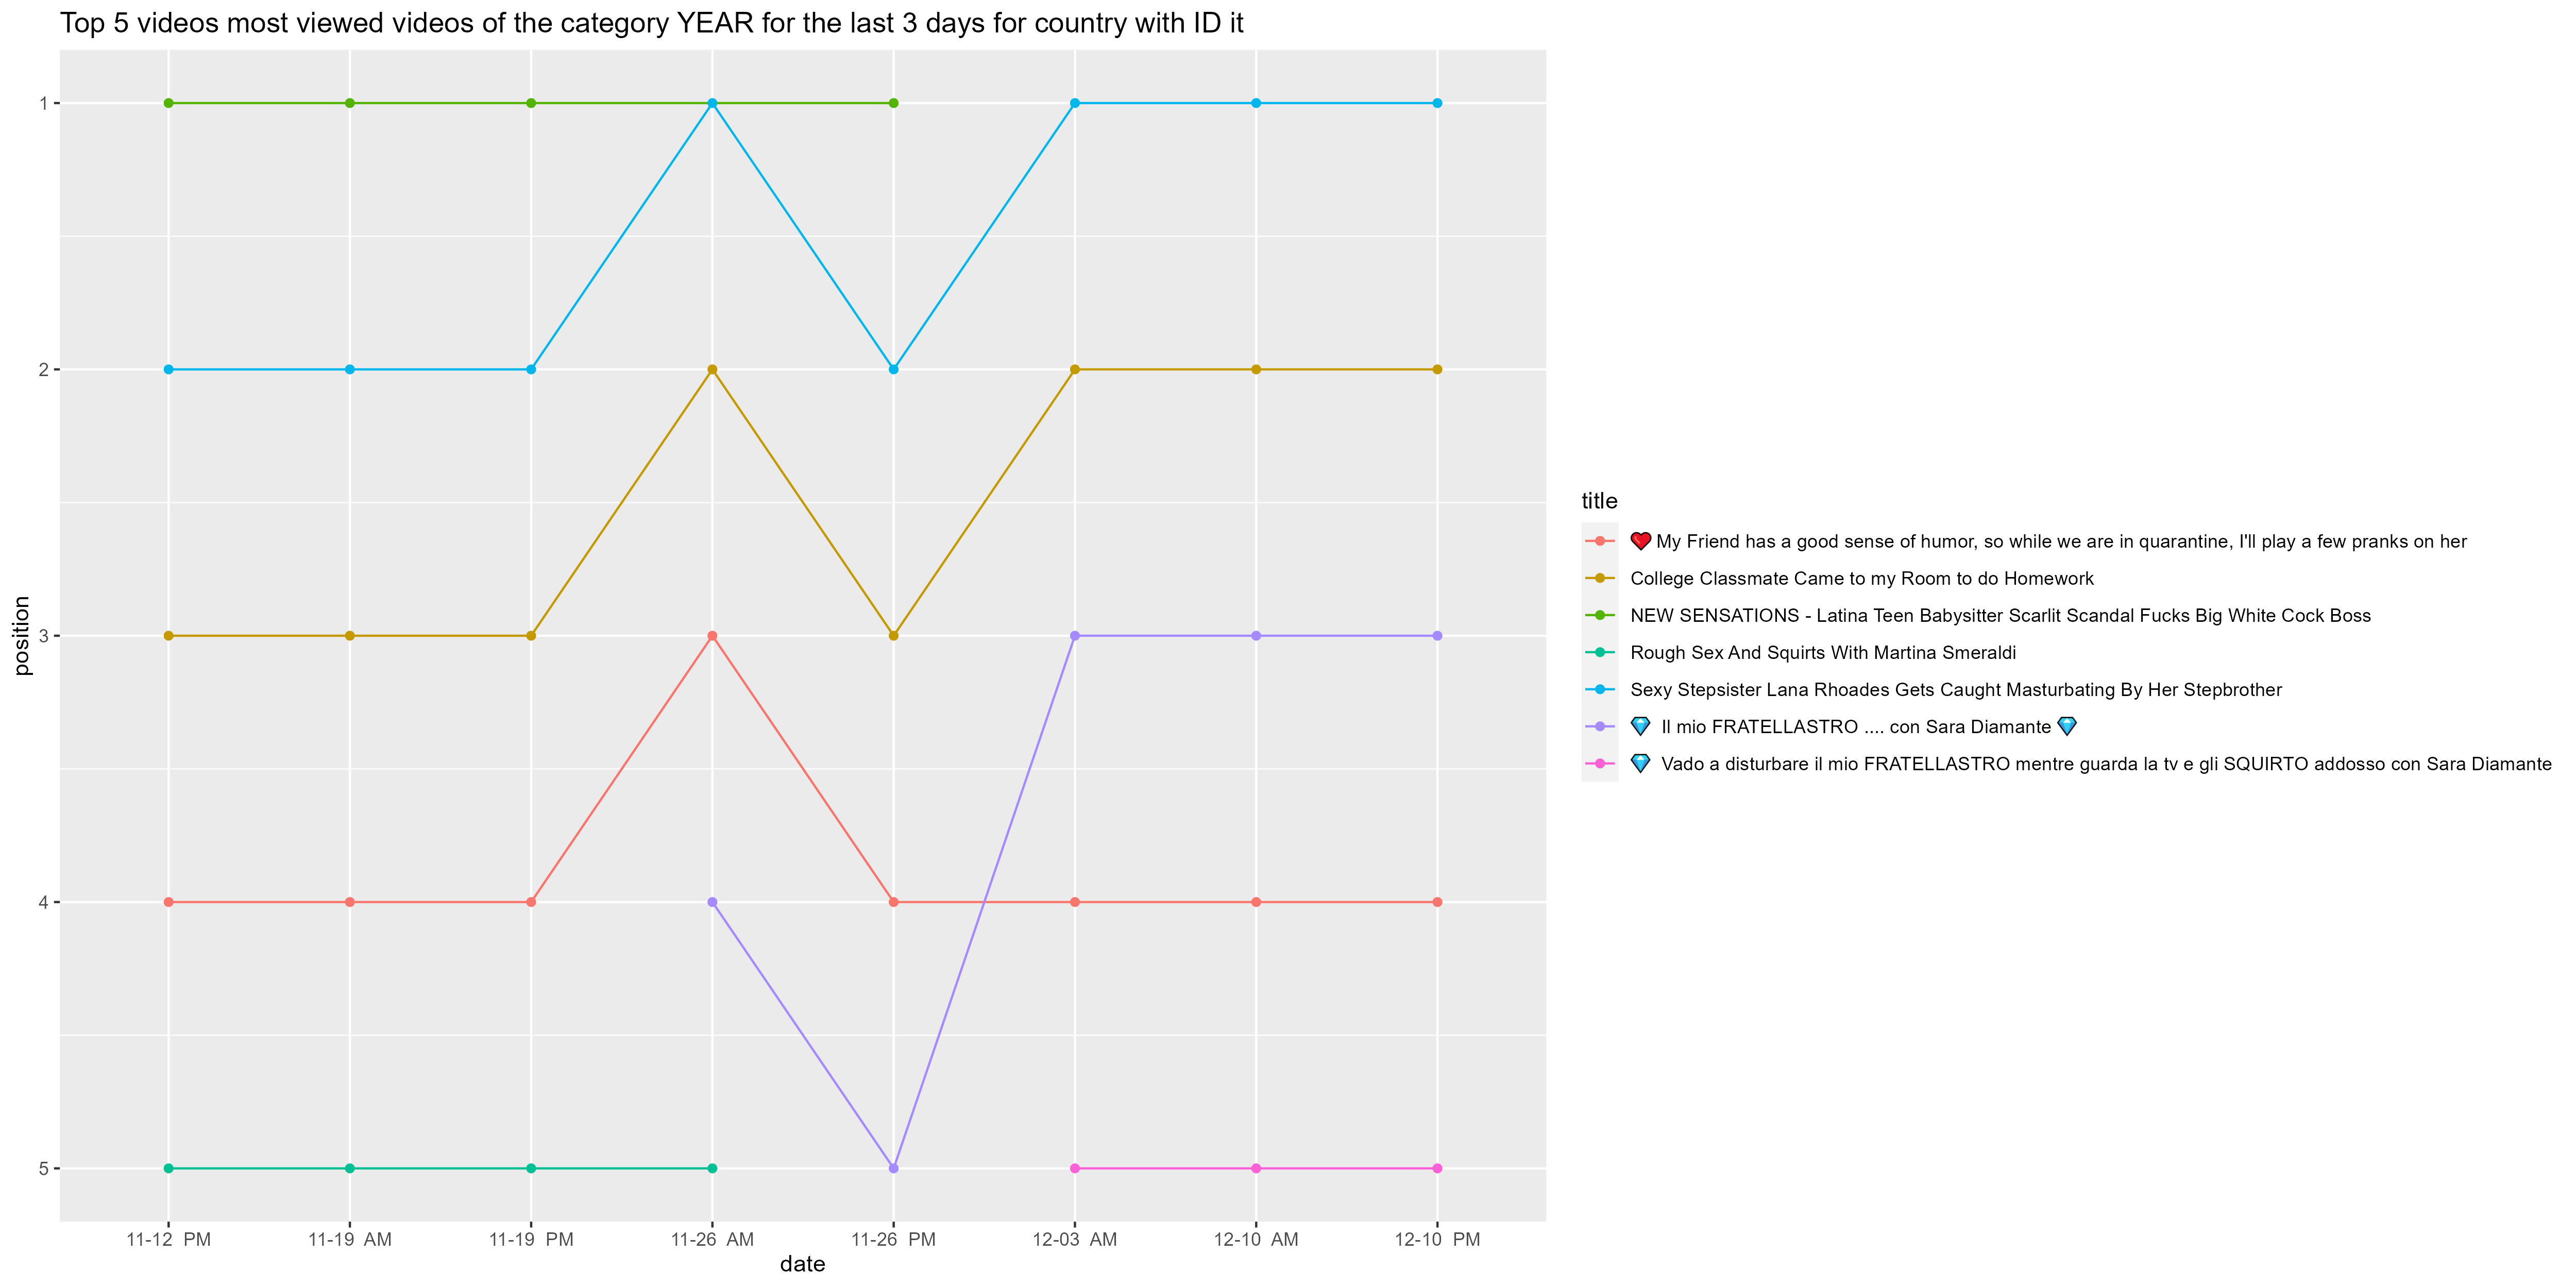 Top 5 videos most viewed videos of the category YEAR for the last 3 days for country with ID it
position
1
2
3
4
5
11-12 PM
11-19 AM
11-19 PM
11-26 AM
11-26 PM
12-03 AM
12-10 AM
12-10 PM
date
title
❤️ My Friend has a good sense of humor, so while we are in quarantine, I'll play a few pranks on her
College Classmate Came to my Room to do Homework
NEW SENSATIONS - Latina Teen Babysitter Scarlit Scandal Fucks Big White Cock Boss
Rough Sex And Squirts With Martina Smeraldi
Sexy Stepsister Lana Rhoades Gets Caught Masturbating By Her Stepbrother
💎 Il mio FRATELLASTRO .... con Sara Diamante 💎
💎 Vado a disturbare il mio FRATELLASTRO mentre guarda la tv e gli SQUIRTO addosso con Sara Diamante